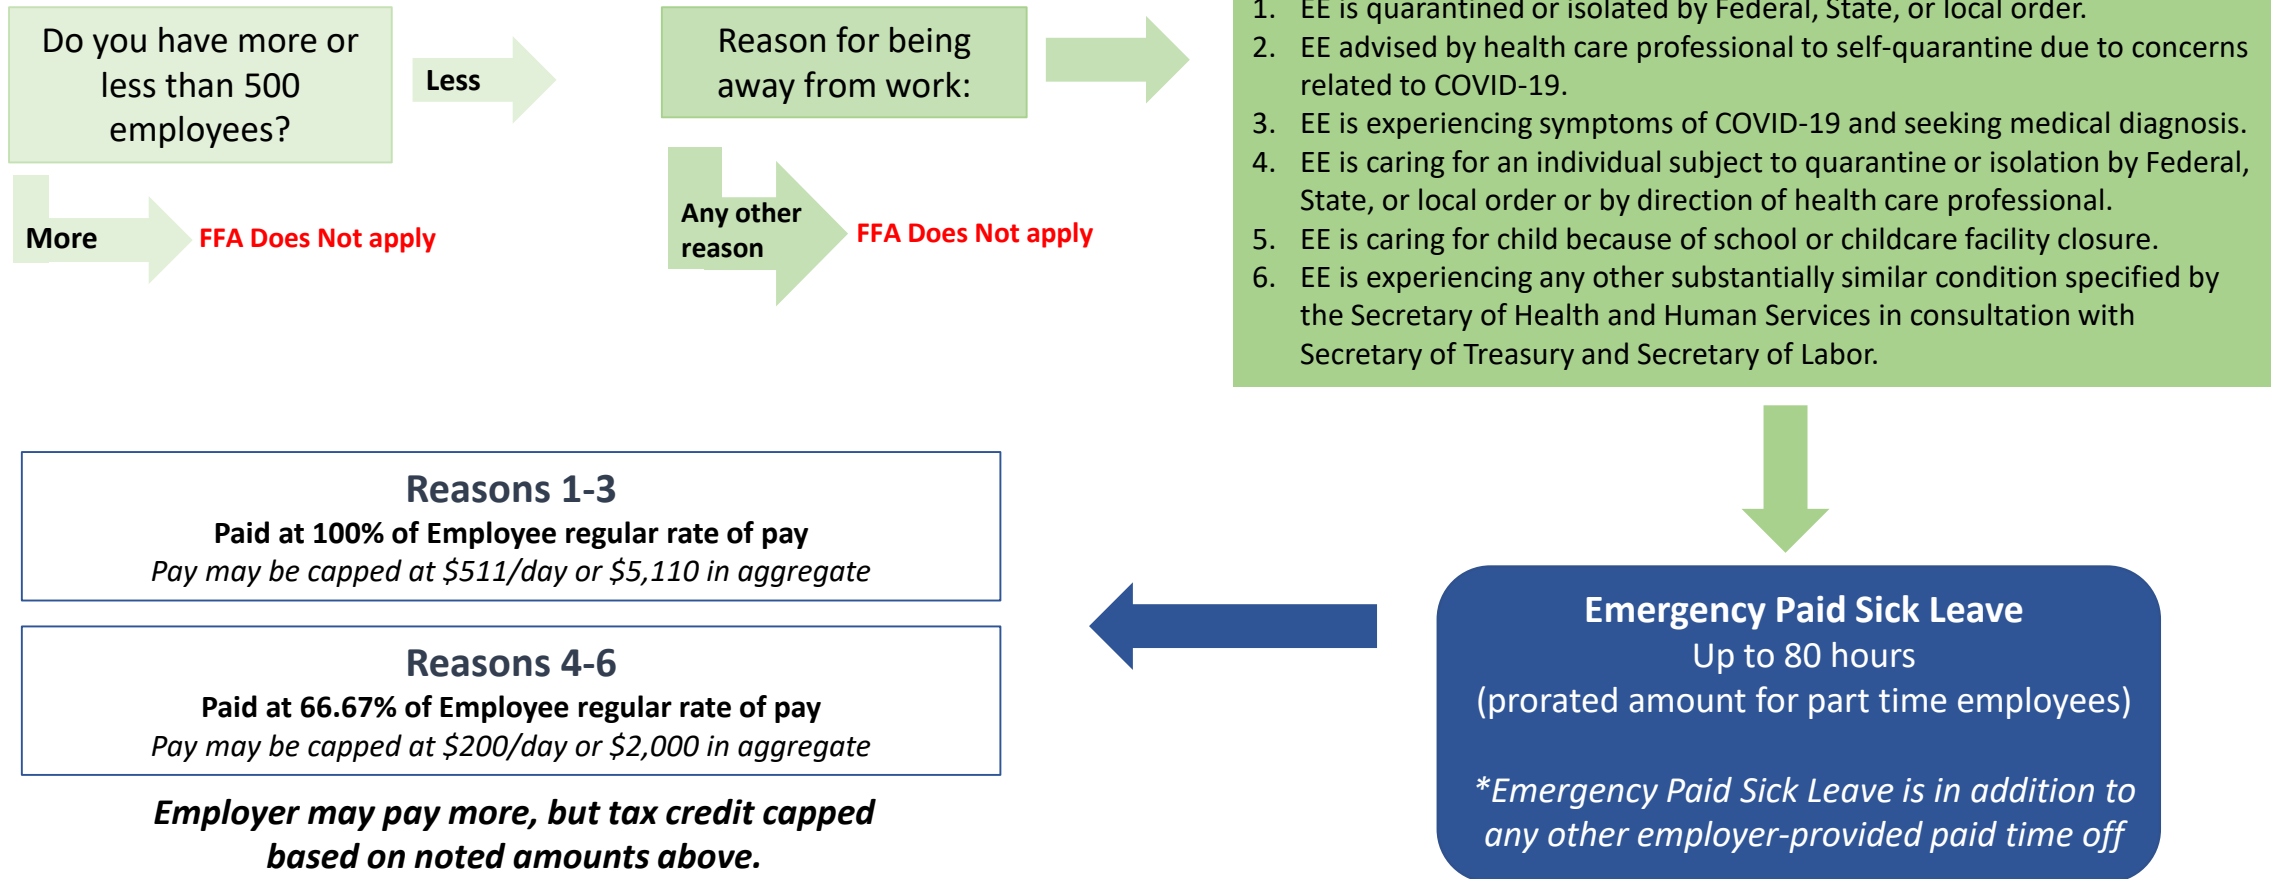 Do you have more or
less than 500
employees?
Less
More
FFA Does Not apply
Reason for being
away from work:
Any other
reason
FFA Does Not apply
1. EE is quarantined or isolated by Federal, State, or local order.
2. EE advised by health care professional to self-quarantine due to concerns
related to COVID-19.
3. EE is experiencing symptoms of COVID-19 and seeking medical diagnosis.
4. EE is caring for an individual subject to quarantine or isolation by Federal,
State, or local order or by direction of health care professional.
5. EE is caring for child because of school or childcare facility closure.
6. EE is experiencing any other substantially similar condition specified by
the Secretary of Health and Human Services in consultation with
Secretary of Treasury and Secretary of Labor.
Emergency Paid Sick Leave
Up to 80 hours
(prorated amount for part time employees)
*Emergency Paid Sick Leave is in addition to
any other employer-provided paid time off
Reasons 1-3
Paid at 100% of Employee regular rate of pay
Pay may be capped at $511/day or $5,110 in aggregate
Reasons 4-6
Paid at 66.67% of Employee regular rate of pay
Pay may be capped at $200/day or $2,000 in aggregate
Employer may pay more, but tax credit capped
based on noted amounts above.